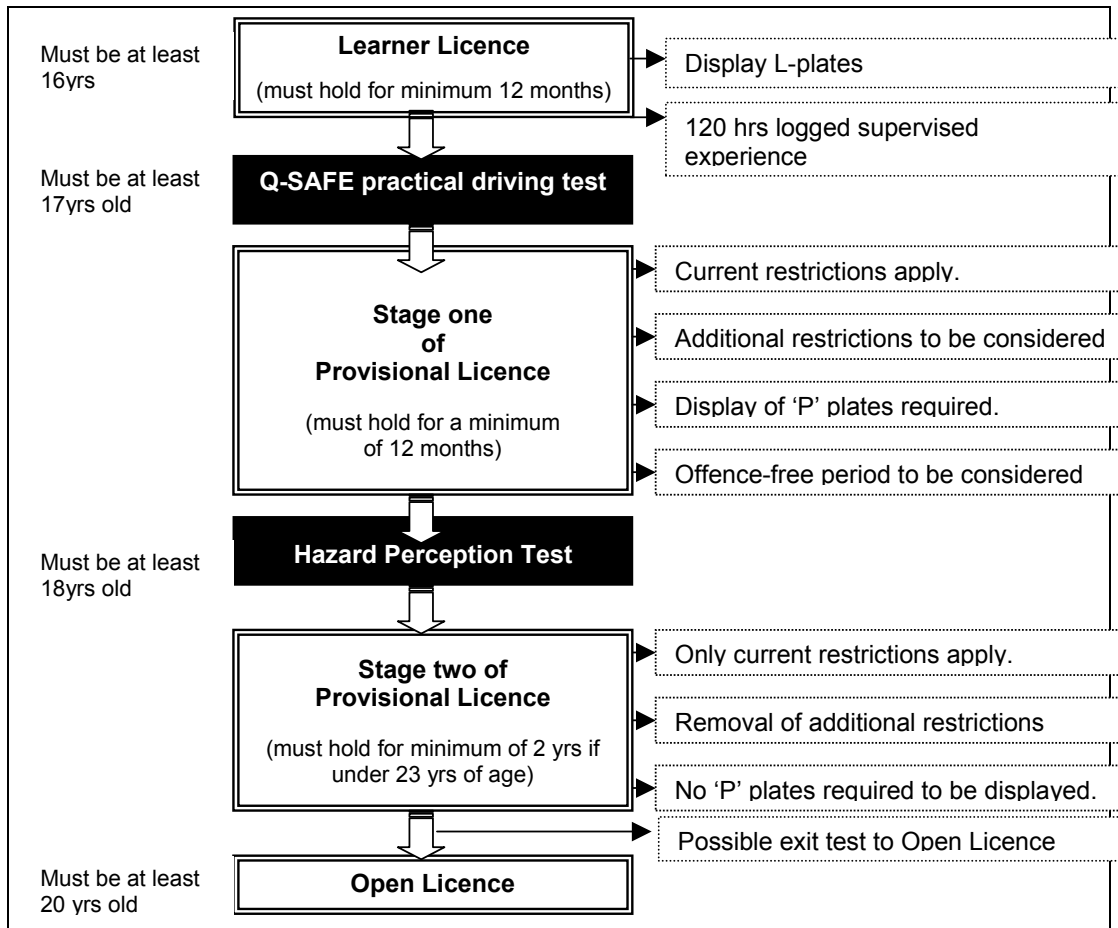 Must be at least
16yrs
Learner Licence
(must hold for minimum 12 months)
Display L-plates
120 hrs logged supervised
experience
Must be at least
17yrs old
Q-SAFE practical driving test
Stage one
of
Provisional Licence
(must hold for a minimum
of 12 months)
Current restrictions apply.
Additional restrictions to be considered
Display of ‘P’ plates required.
Offence-free period to be considered
Must be at least
18yrs old
Hazard Perception Test
Stage two of
Provisional Licence
(must hold for minimum of 2 yrs if
under 23 yrs of age)
Only current restrictions apply.
Removal of additional restrictions
No ‘P’ plates required to be displayed.
Possible exit test to Open Licence
Must be at least
20 yrs old
Open Licence